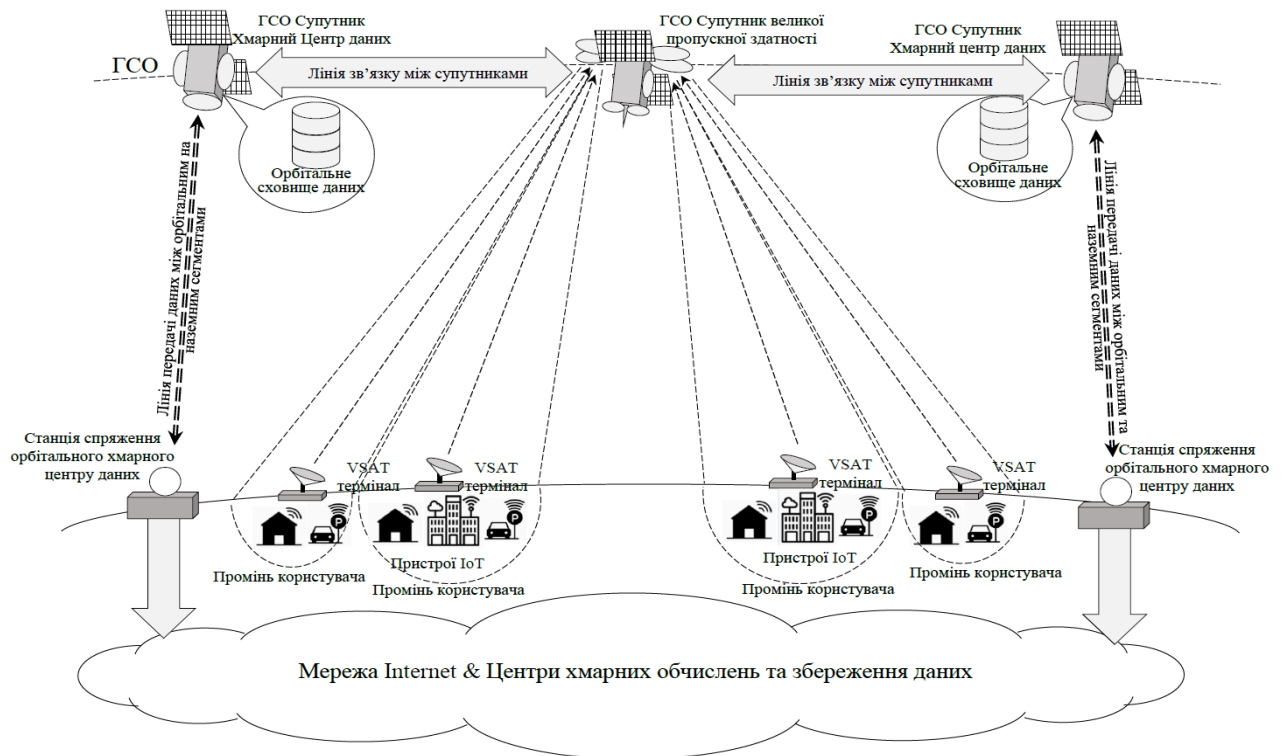 ГСО Супутник
Хмарний Центр даних
ГСО Супутник великої
пропускної здатності
ГСО Супутник
Хмарний центр даних
ГСО
Лінія зв’язку між супутниками
Лінія зв’язку між супутниками
Орбітальне
сховище даних
Орбітальне
сховище даних
Лінія передачі даних між орбітальним на
наземним сегментами
Лінія передачі даних між орбітальним та
наземним сегментами
Станція спряження
орбітального хмарного
центру даних
VSAT
термінал
VSAT
термінал
VSAT
термінал
VSAT
термінал
Станція спряження
орбітального хмарного
центру даних
P
P
P
P
Пристрої IoT
Пристрої IoT
Промінь користувача
Промінь користувача
Промінь користувача
Промінь користувача
Мережа Internet & Центри хмарних обчислень та збереження даних